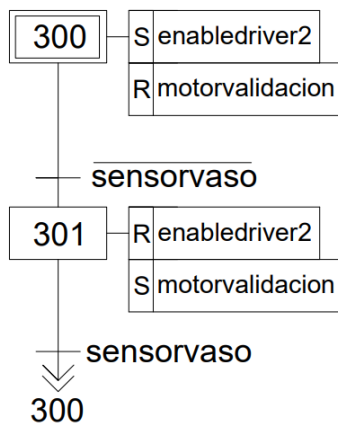 300 S enabledriver2
R motorvalidacion
sensorvaso
301 R enabledriver2
S motorvalidacion
sensorvaso
300